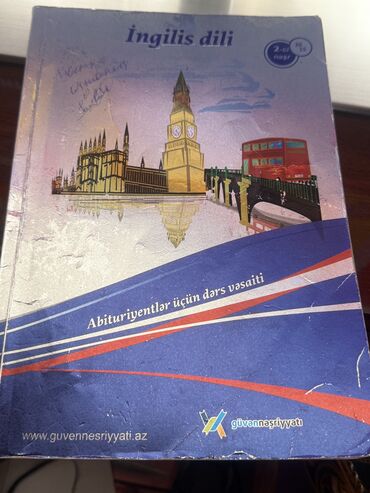 İngilis dili
2-ci
nəşr
Abituriyentlər üçün dərs vəsaiti
güvənnəşriyyatı
www.guvennesriyyati.az